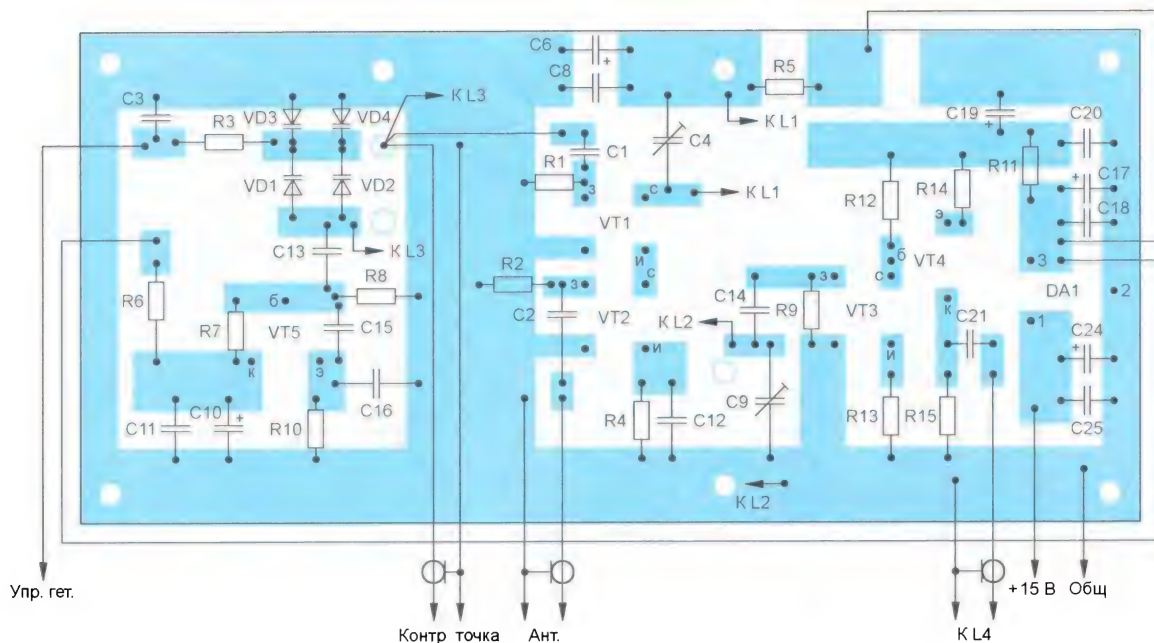 C6
C8
R5
К L3
C3
VD3
VD4
R3
К L1
C19
C20
C4
R1
C1
R11
VD1
VD2
з
с
К L1
R14
C17
R12
C18
VT1
э
C13
К L3
и
б
VT4
3
R2
с
с
R8
з
з
DA1
2
R6
б
C14
R9
VT3
к
R7
VT5
C15
C2
VT2
К L2
C21
1
и
и
C24
к
э
C16
C9
C11
C10
R10
R4
C12
R13
R15
C25
К L2
Упр. гет.
Контр точка
Ант.
К L4
+15 В
Общ